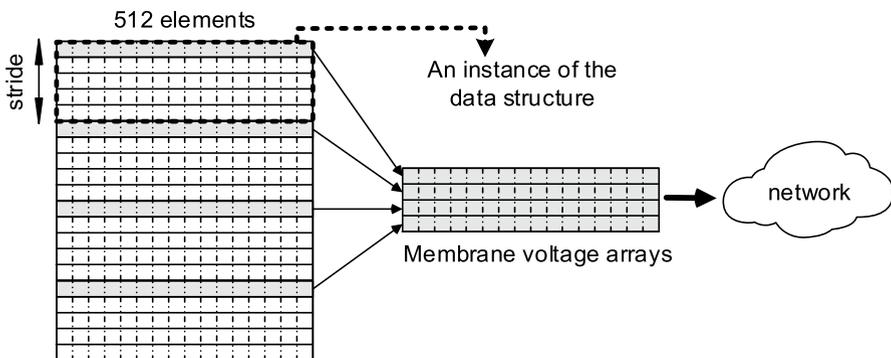 512 elements
stride
An instance of the
data structure
network
Membrane voltage arrays